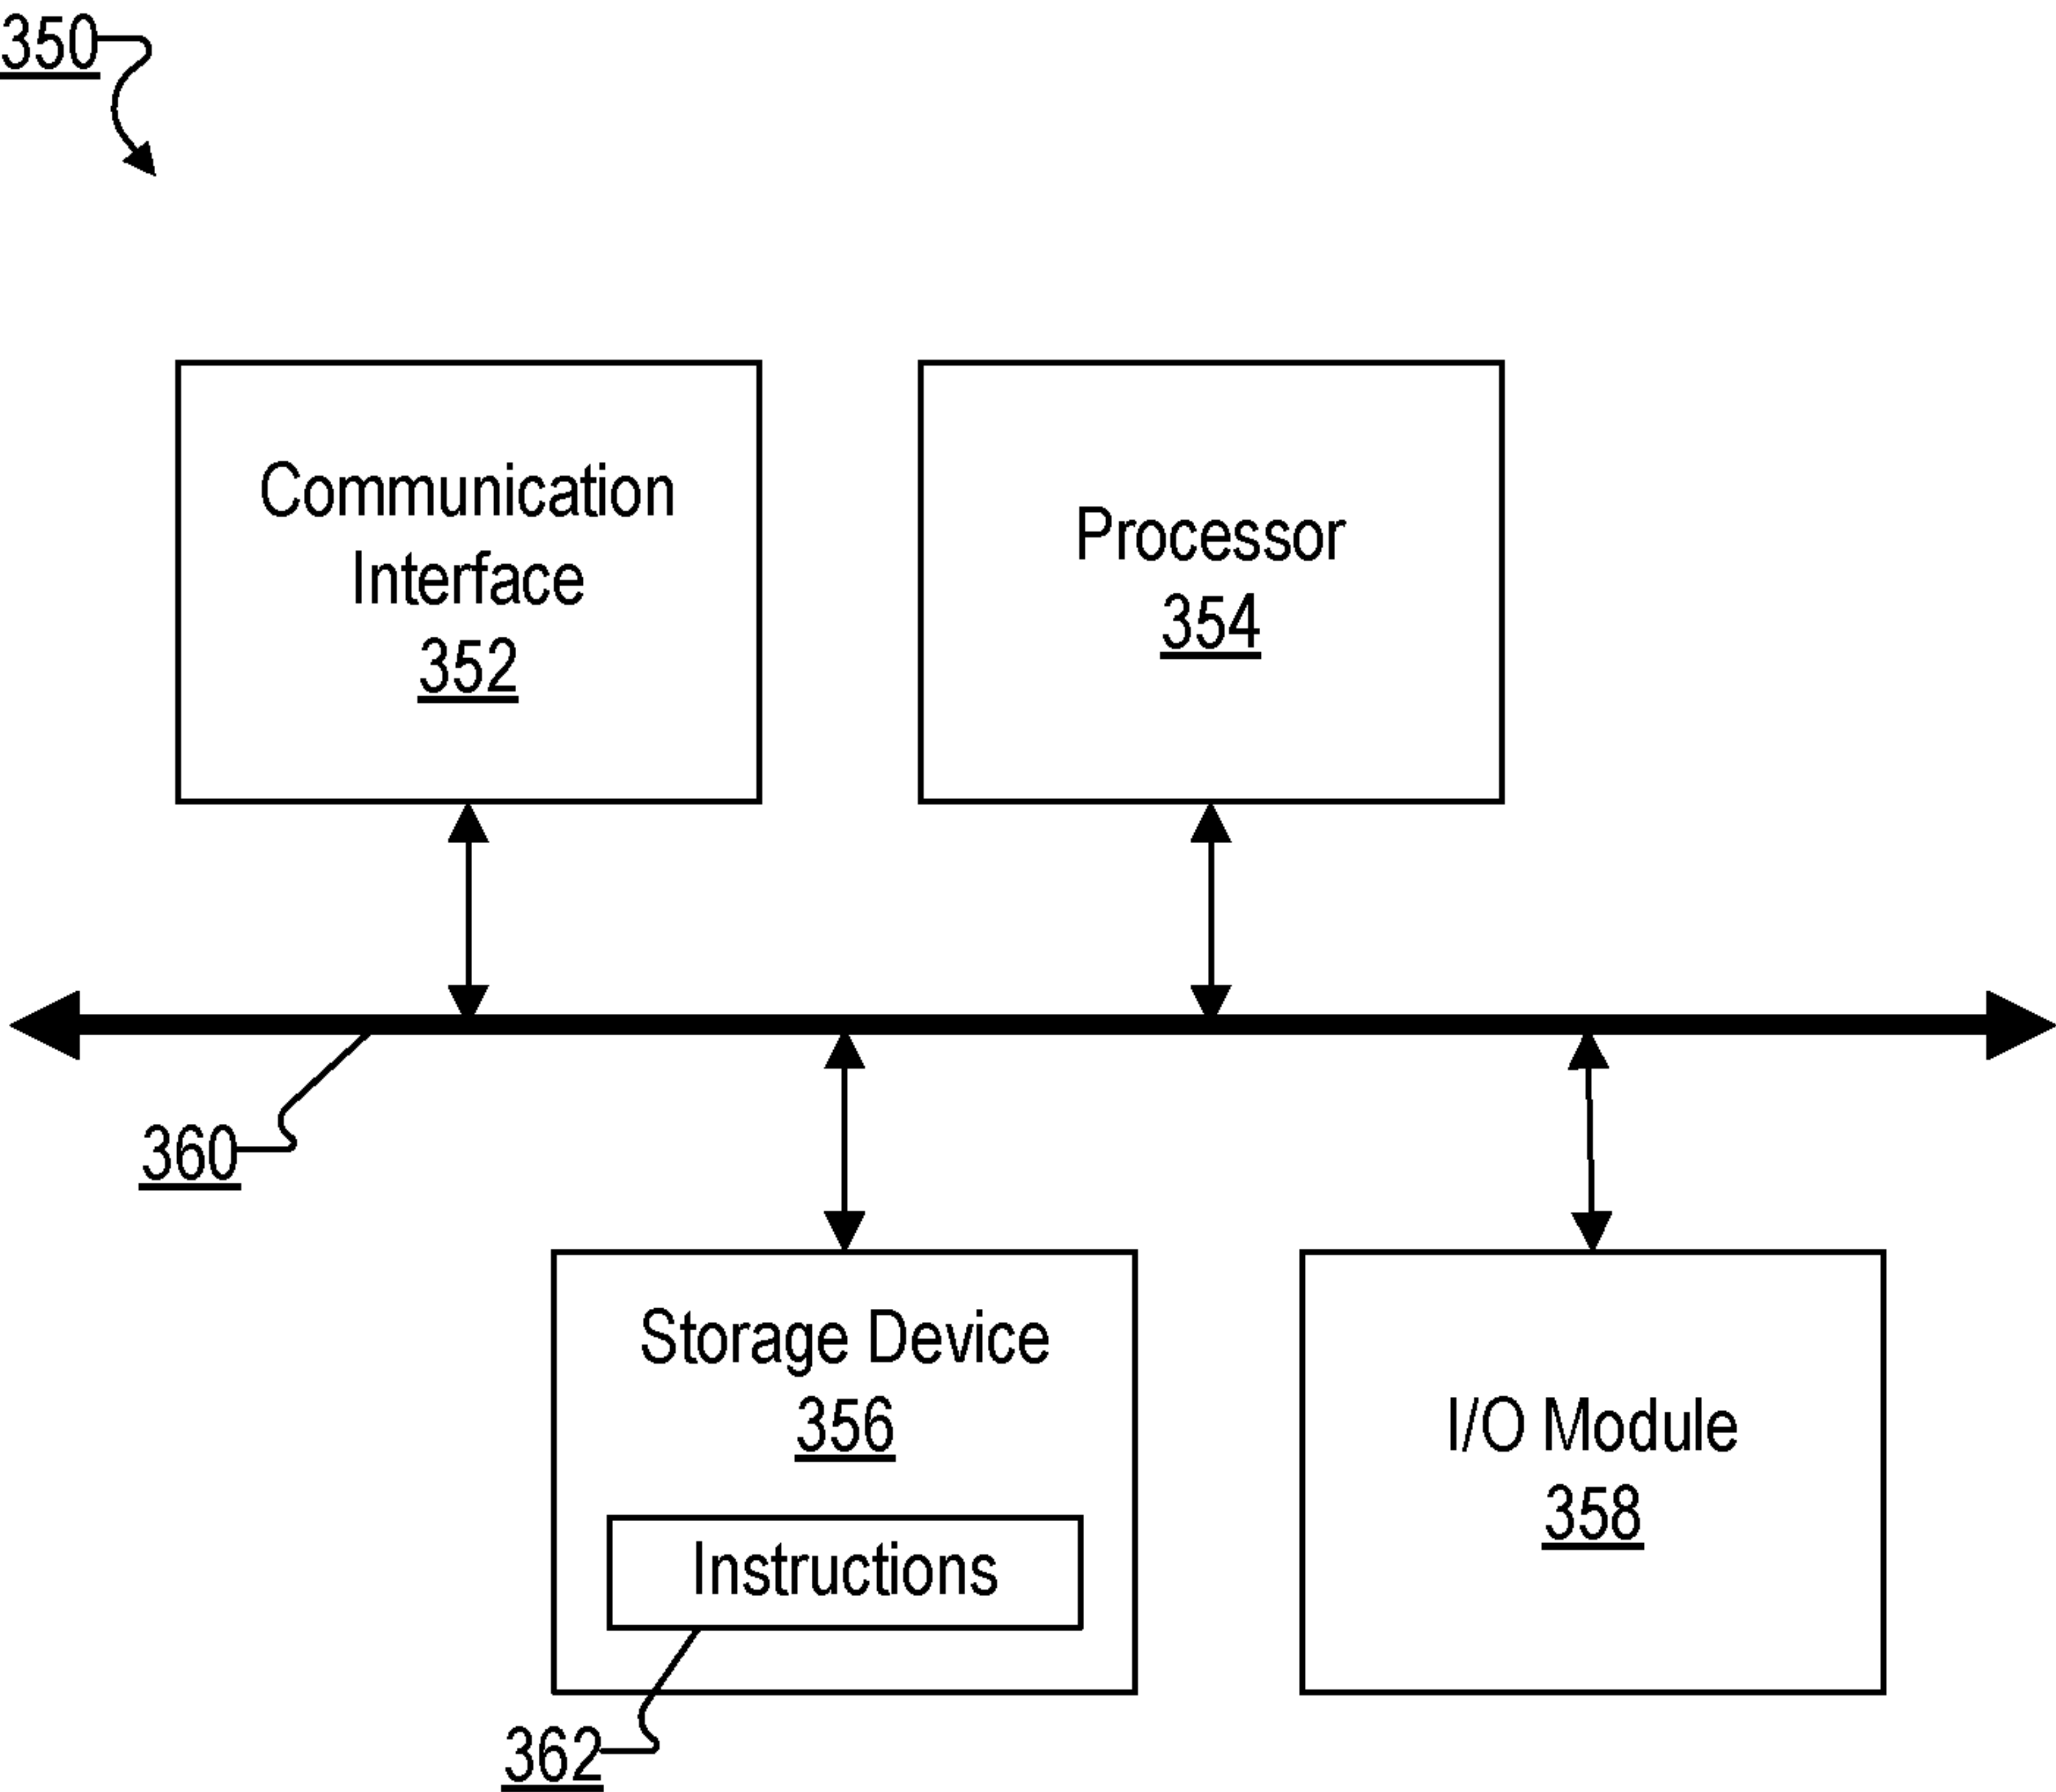 350
Communication
Interface
352
Processor
354
360
Storage Device
356
Instructions
362
I/O Module
358